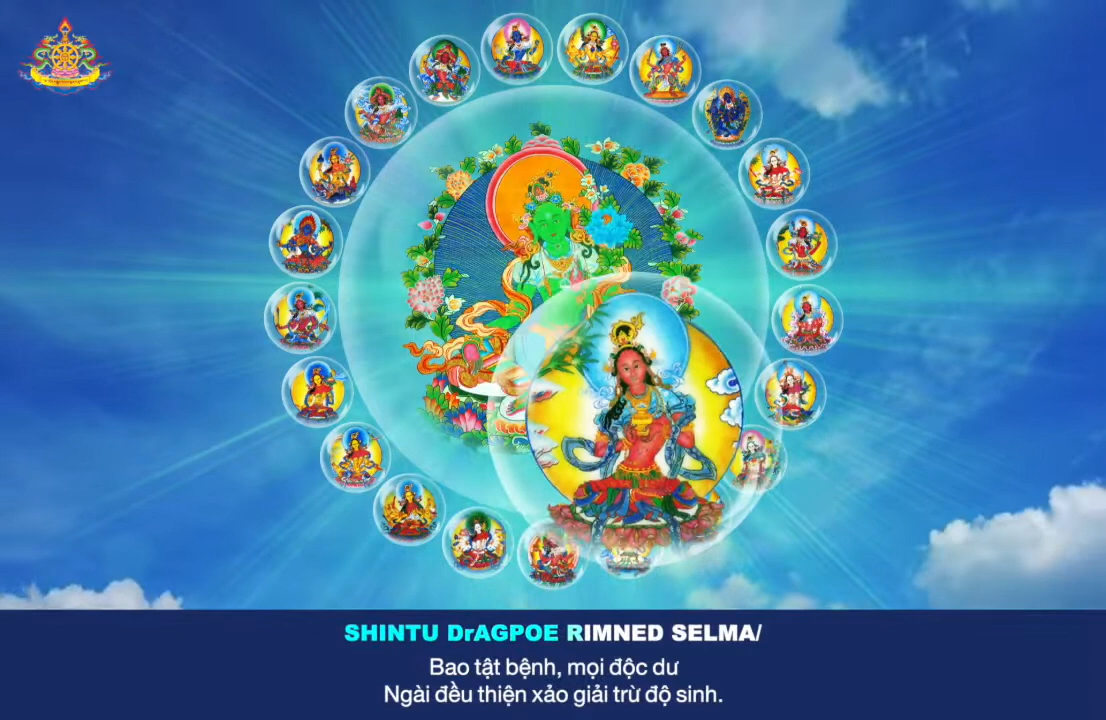 SHINTU DrAGPOE RIMNED SELMA/
Bao tật bệnh, mọi độc dư
Ngài đều thiện xảo giải trừ độ sinh.